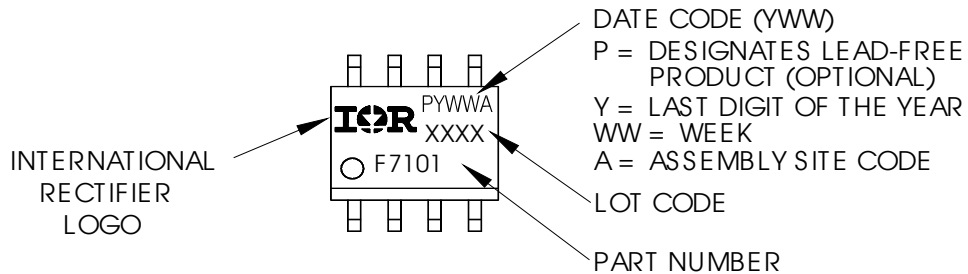 DATE CODE (YWW)
P = DESIGNATES LEAD-FREE
PRODUCT (OPTIONAL)
Y = LAST DIGIT OF THE YEAR
WW = WEEK
A = ASSEMBLY SITE CODE
LOT CODE
PART NUMBER
INTERNATIONAL
RECTIFIER
LOGO
IOR
PYWWA
XXXX
F7101